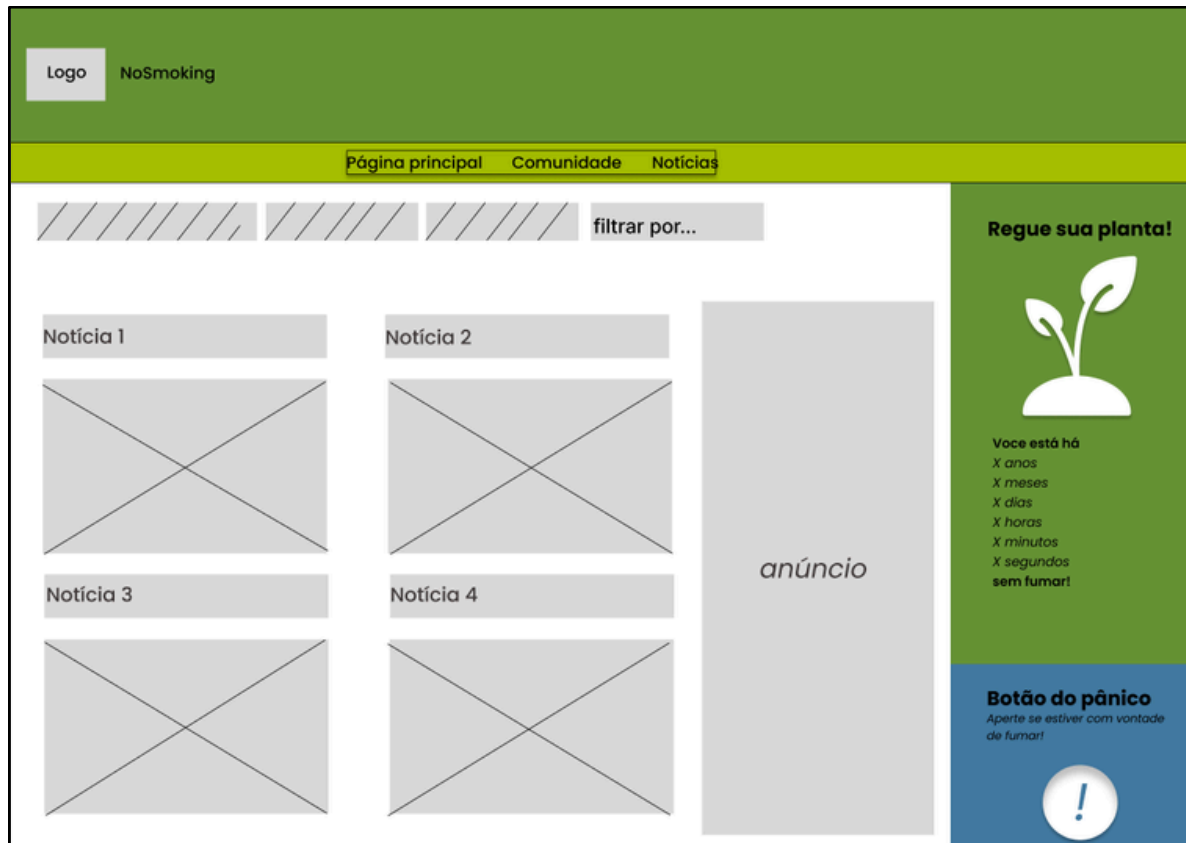 Logo
NoSmoking
Página principal Comunidade Notícias
filtrar por...
Notícia 1
Notícia 2
Notícia 3
Notícia 4
anúncio
Regue sua planta!
Voce está há
X anos
X meses
X dias
X horas
X minutos
X segundos
sem fumar!
Botão do pânico
Aperte se estiver com vontade
de fumar!
!